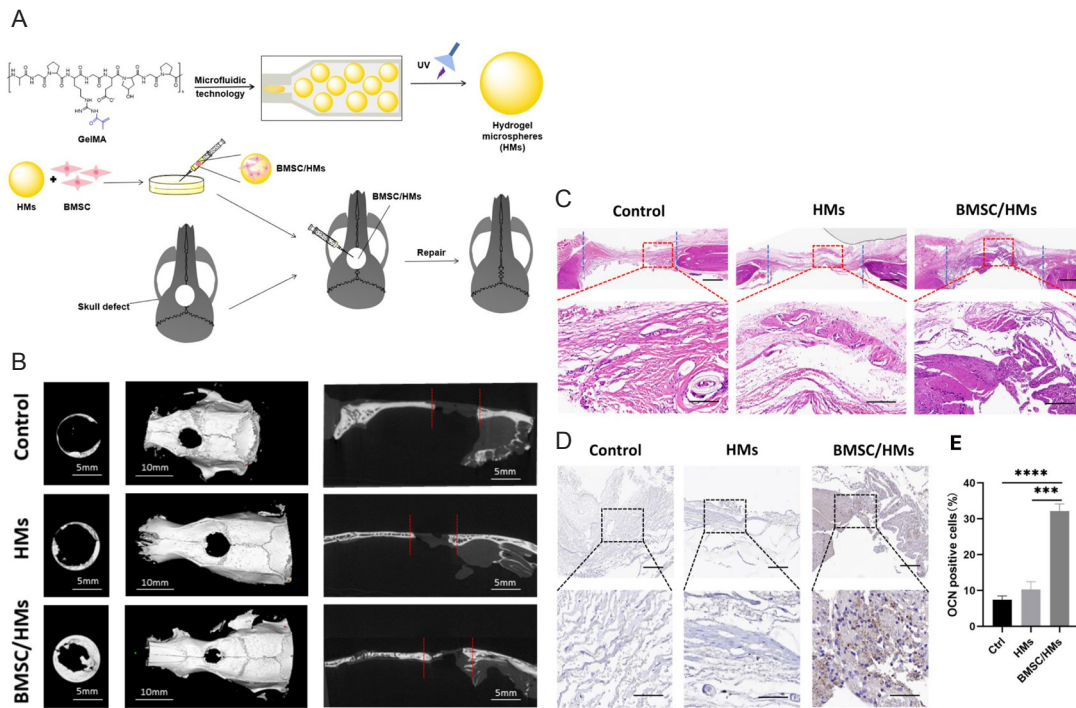 A
Microfluidic
technology
UV
GelMA
Hydrogel
microspheres
(HMs)
HMs
BMSC
BMSC/HMs
BMSC/HMs
Skull defect
Repair
B
Control
5mm
10mm
5mm
HMs
5mm
10mm
5mm
BMSC/HMs
5mm
10mm
5mm
C
Control
HMs
BMSC/HMs
D
Control
HMs
BMSC/HMs
E
****
***
OCN positive cells(%)
40
30
20
10
0
Ctrl
HMs
BMSC/HMs